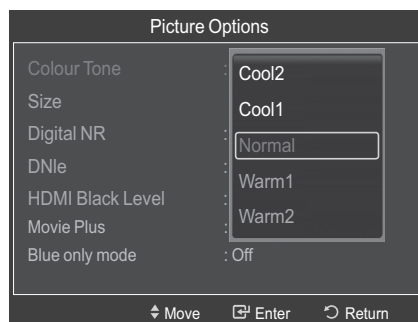 Picture Options
Colour Tone : Cool2
Size Cool1
Digital NR : Normal
DNIe :
HDMI Black Level : Warm1
Movie Plus : Warm2
Blue only mode : Off
Move Enter Return